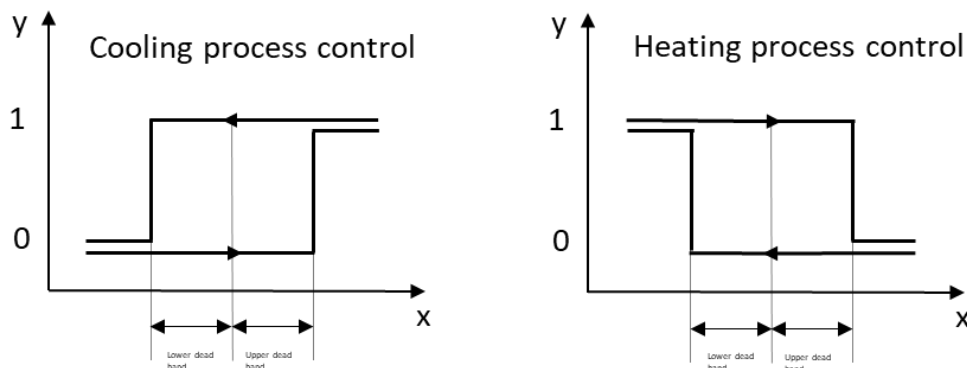 y
Cooling process control
1
0
x
Lower dead
band
Upper dead
band
y
Heating process control
1
0
x
Lower dead
band
Upper dead
band